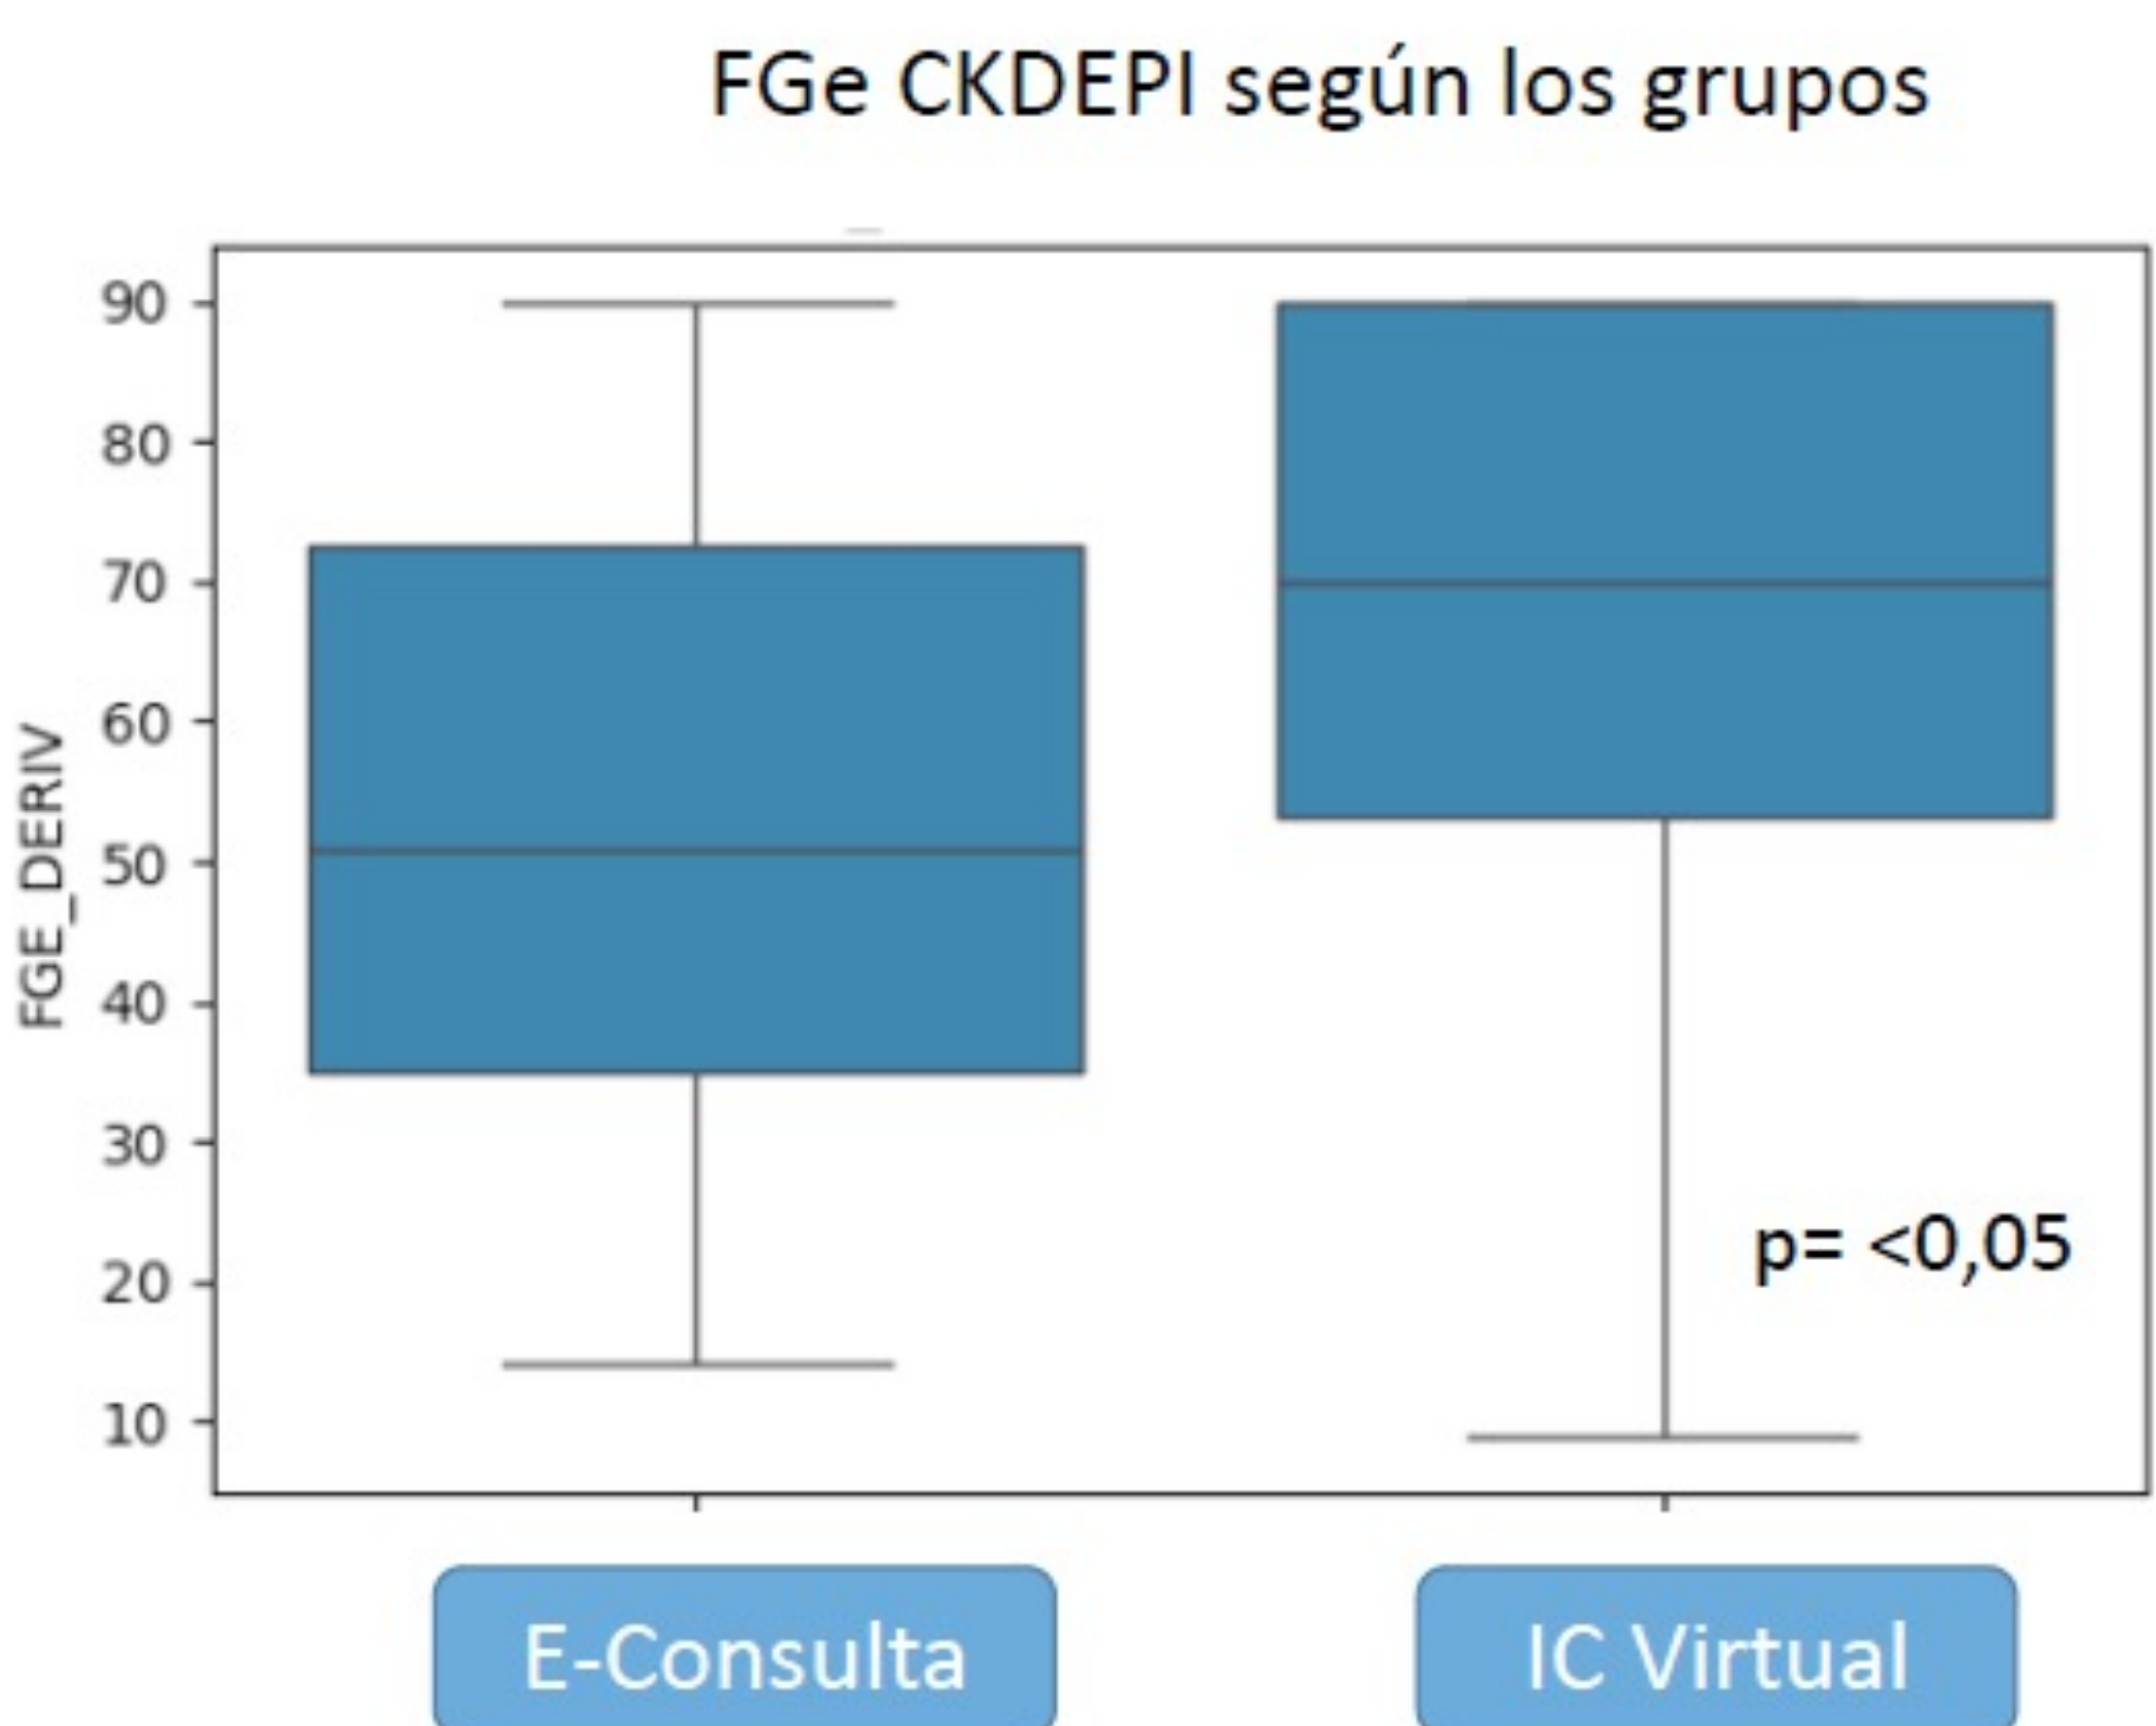 FGe CKDEPI según los grupos
FGE_DERIV
90
80
70
60
50
40
30
20
10
p= <0,05
E-Consulta
IC Virtual